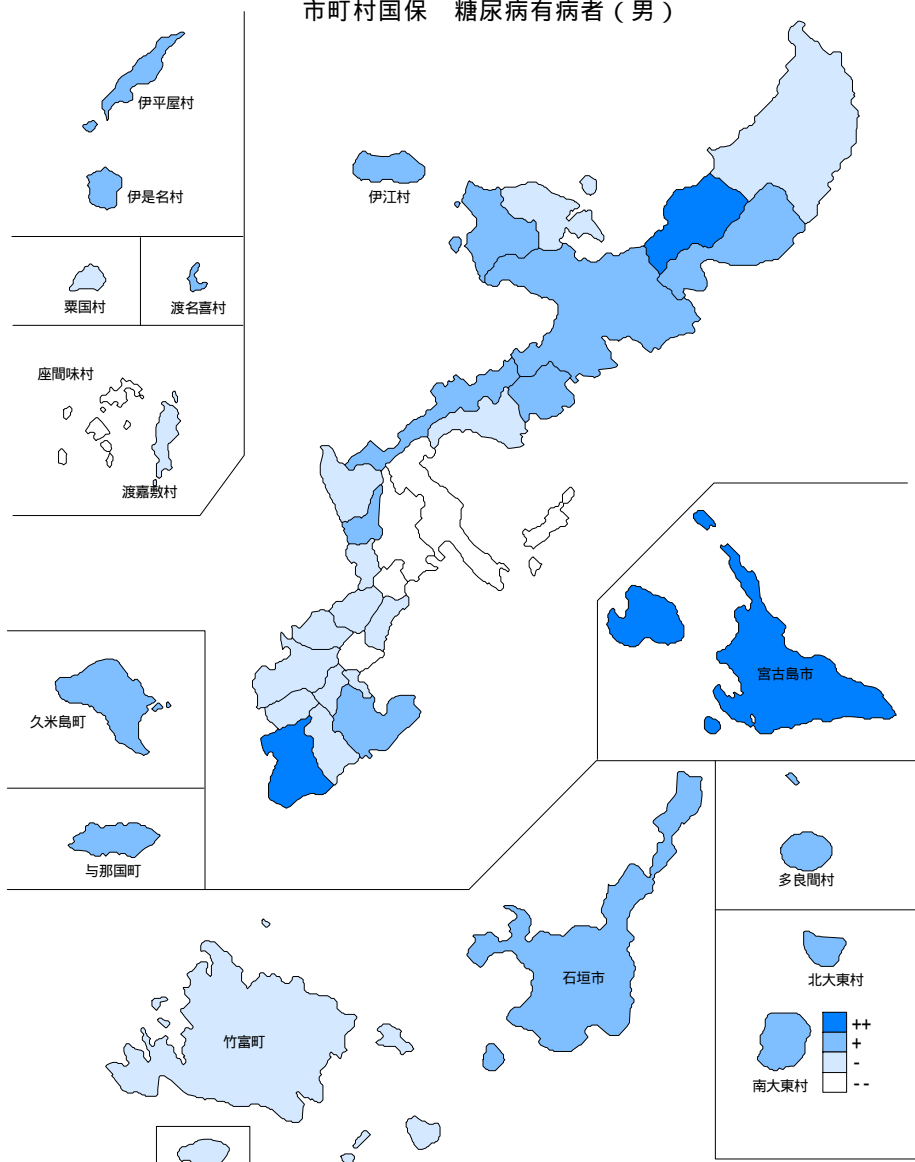 市町村国保　糖尿病有病者（男）
伊平屋村
伊是名村
伊江村
粟国村
渡名喜村
座間味村
渡嘉敷村
宮古島市
久米島町
与那国町
多良間村
石垣市
北大東村
竹富町
南大東村
++
+
-
--